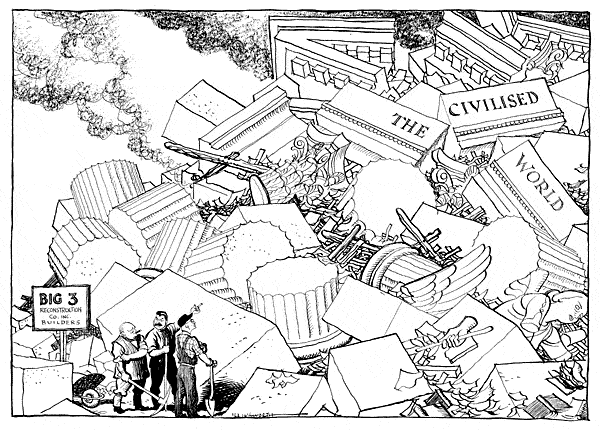 THE
CIVILISED
WORLD
BIG 3
RECONSTRUCTION
CO. INC.
BUILDERS